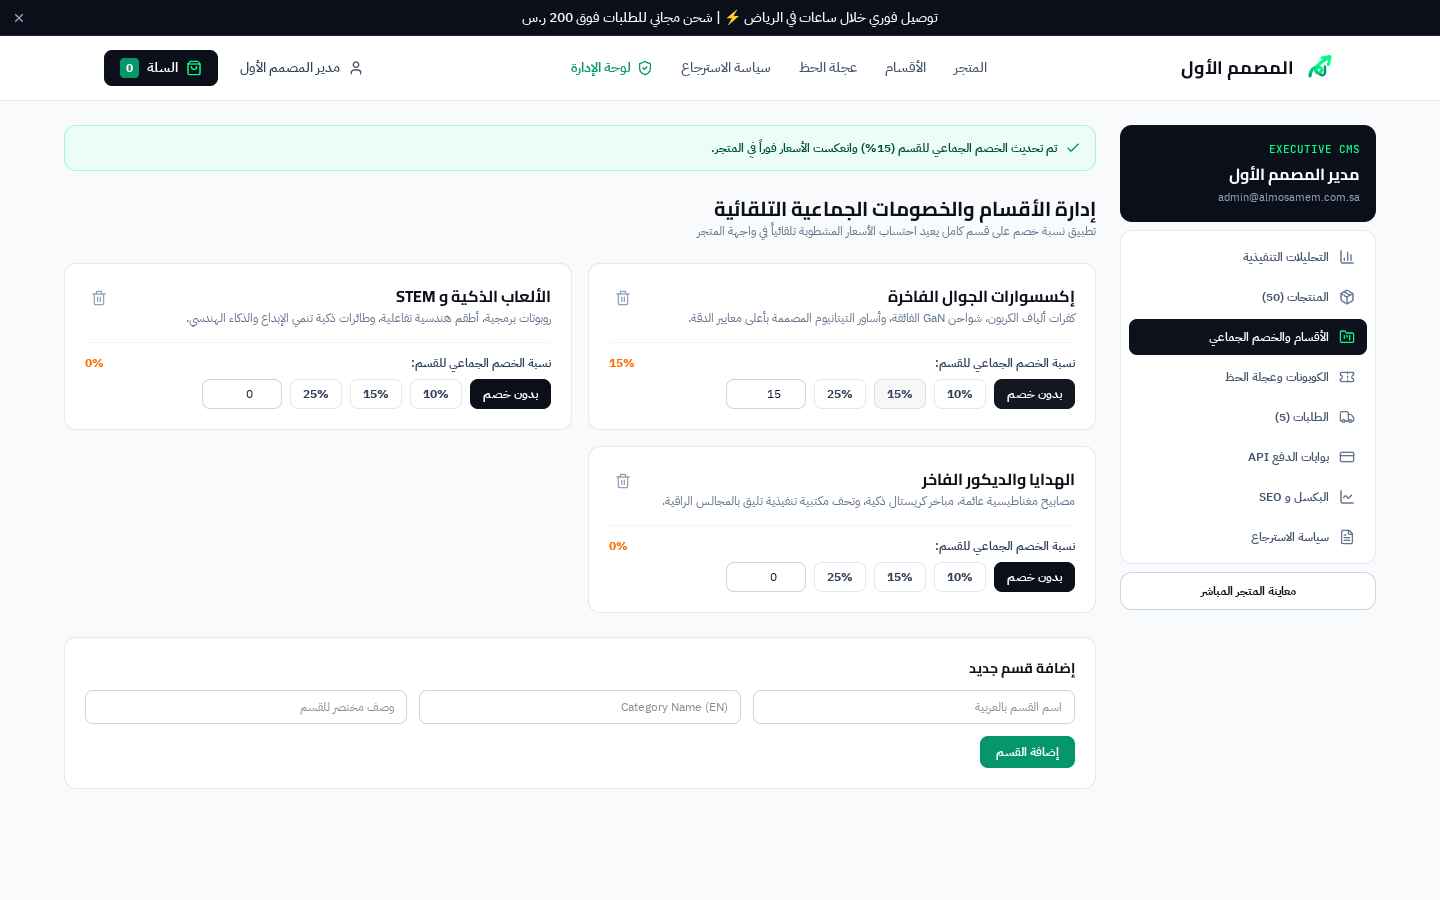 توصيل فوري خلال ساعات في الرياض ⚡ | شحن مجاني للطلبات فوق 200 ر.س
المصمم الأول
المتجر
الأقسام
عجلة الحظ
سياسة الاسترجاع
لوحة الإدارة
مدير المصمم الأول
السلة 0
EXECUTIVE CMS
مدير المصمم الأول
admin@almosamem.com.sa
التحليلات التنفيذية
المنتجات (50)
الأقسام والخصم الجماعي
الكوبونات وعجلة الحظ
الطلبات (5)
بوابات الدفع API
البكسل و SEO
سياسة الاسترجاع
معاينة المتجر المباشر
تم تحديث الخصم الجماعي للقسم (15%) وانعكست الأسعار فوراً في المتجر.
إدارة الأقسام والخصومات الجماعية التلقائية
تطبيق نسبة خصم على قسم كامل يعيد احتساب الأسعار المشطوبة تلقائياً في واجهة المتجر
إكسسوارات الجوال الفاخرة
كفرات ألياف الكربون، شواحن GaN الفائقة، وأساور التيتانيوم المصممة بأعلى معايير الدقة.
نسبة الخصم الجماعي للقسم:
15%
بدون خصم
10%
15%
25%
15
الألعاب الذكية و STEM
روبوتات برمجية، أطقم هندسية تفاعلية، وطائرات ذكية تنمي الإبداع والذكاء الهندسي.
نسبة الخصم الجماعي للقسم:
0%
بدون خصم
10%
15%
25%
0
الهدايا والديكور الفاخر
مصابيح مغناطيسية عائمة، مباخر كريستال ذكية، وتحف مكتبية تنفيذية تليق بالمجالس الراقية.
نسبة الخصم الجماعي للقسم:
0%
بدون خصم
10%
15%
25%
0
إضافة قسم جديد
اسم القسم بالعربية
Category Name (EN)
وصف مختصر للقسم
إضافة القسم